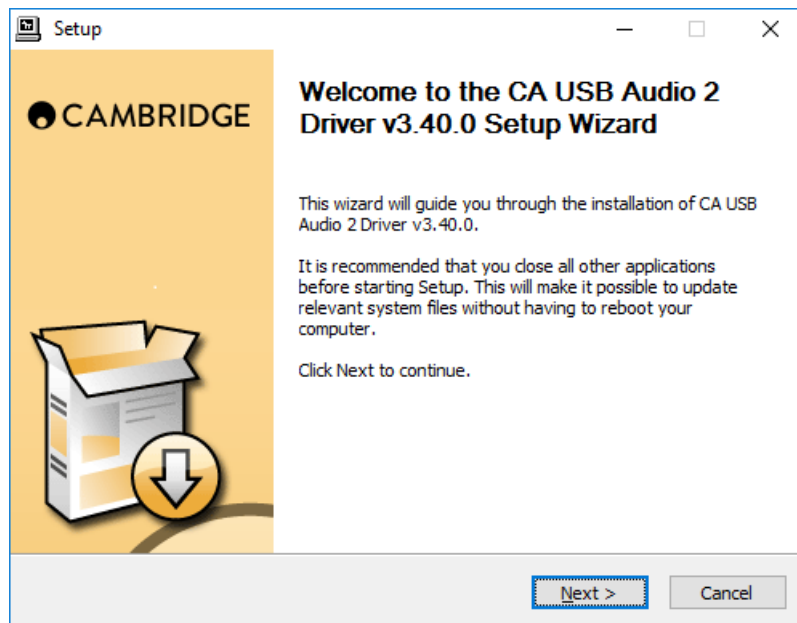 Setup
CAMBRIDGE
Welcome to the CA USB Audio 2
Driver v3.40.0 Setup Wizard
This wizard will guide you through the installation of CA USB
Audio 2 Driver v3.40.0.
It is recommended that you close all other applications
before starting Setup. This will make it possible to update
relevant system files without having to reboot your
computer.
Click Next to continue.
Next >
Cancel